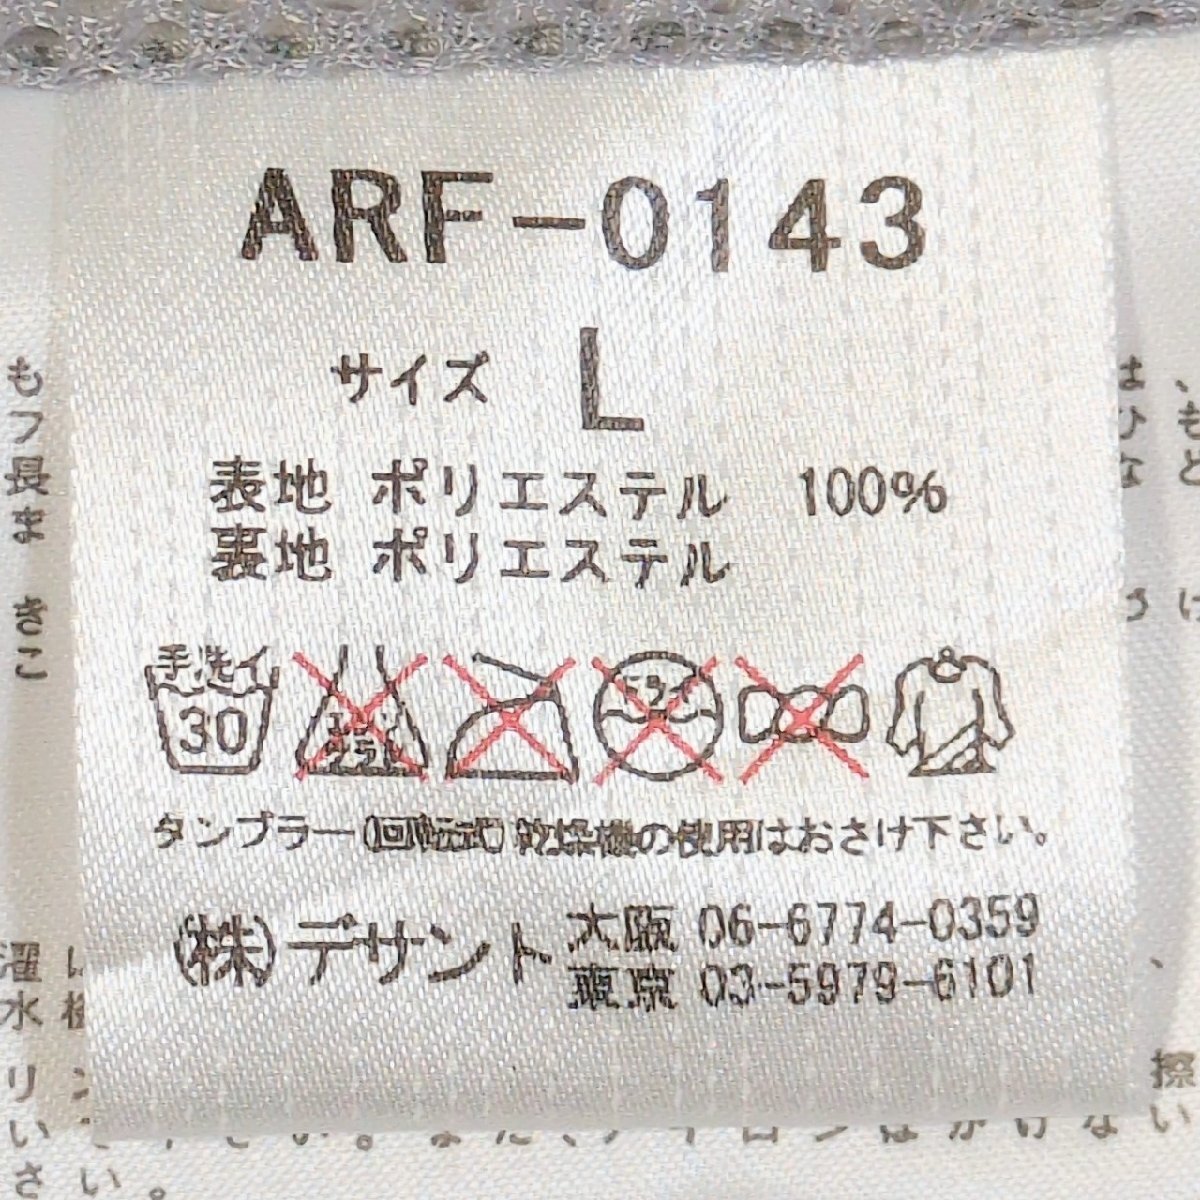 ARF-0143
サイズ L
表地 ポリエステル 100%
裏地 ポリエステル
手洗イ
30
タンブラー(回転式)乾燥機の使用はおさけ下さい。
(株)デサント
大阪 06-6774-0359
東京 03-5979-6101
さい。